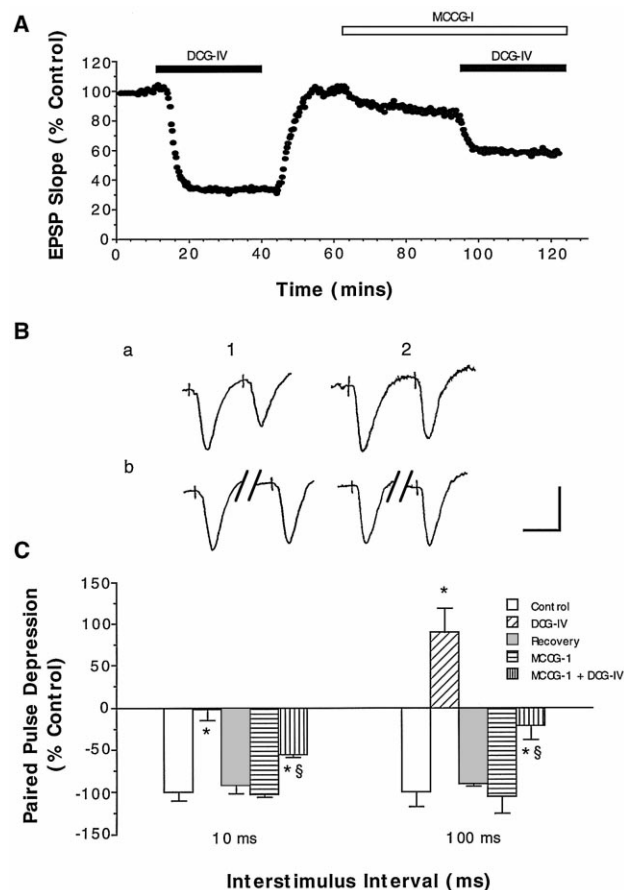 A
MCCG-I
DCG-IV
DCG-IV
EPSP Slope (% Control)
120
100
80
60
40
20
0
0 20 40 60 80 100 120
Time (mins)
B
a 1 2
b
C
Paired Pulse Depression
(% Control)
150
100
50
0
-50
-100
-150
*
*
* §
* §
Control
DCG-IV
Recovery
MCCG-1
MCCG-1 + DCG-IV
10 ms 100 ms
Interstimulus Interval (ms)